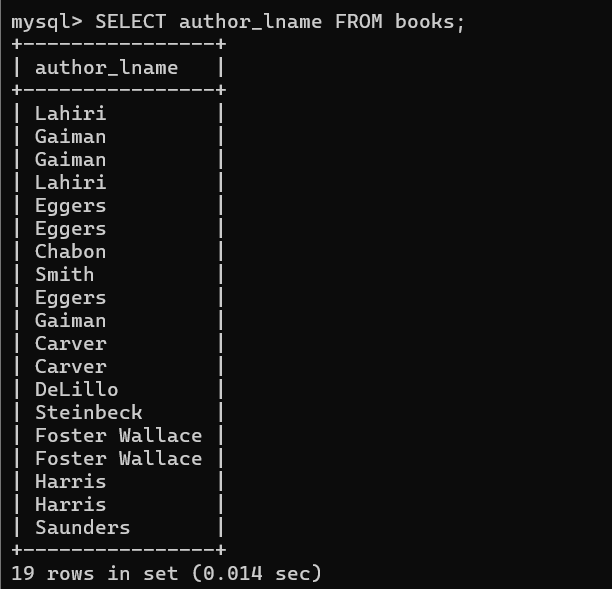 mysql> SELECT author_lname FROM books;
+----------------+
| author_lname   |
+----------------+
| Lahiri         |
| Gaiman         |
| Gaiman         |
| Lahiri         |
| Eggers         |
| Eggers         |
| Chabon         |
| Smith          |
| Eggers         |
| Gaiman         |
| Carver         |
| Carver         |
| DeLillo        |
| Steinbeck      |
| Foster Wallace |
| Foster Wallace |
| Harris         |
| Harris         |
| Saunders       |
+----------------+
19 rows in set (0.014 sec)